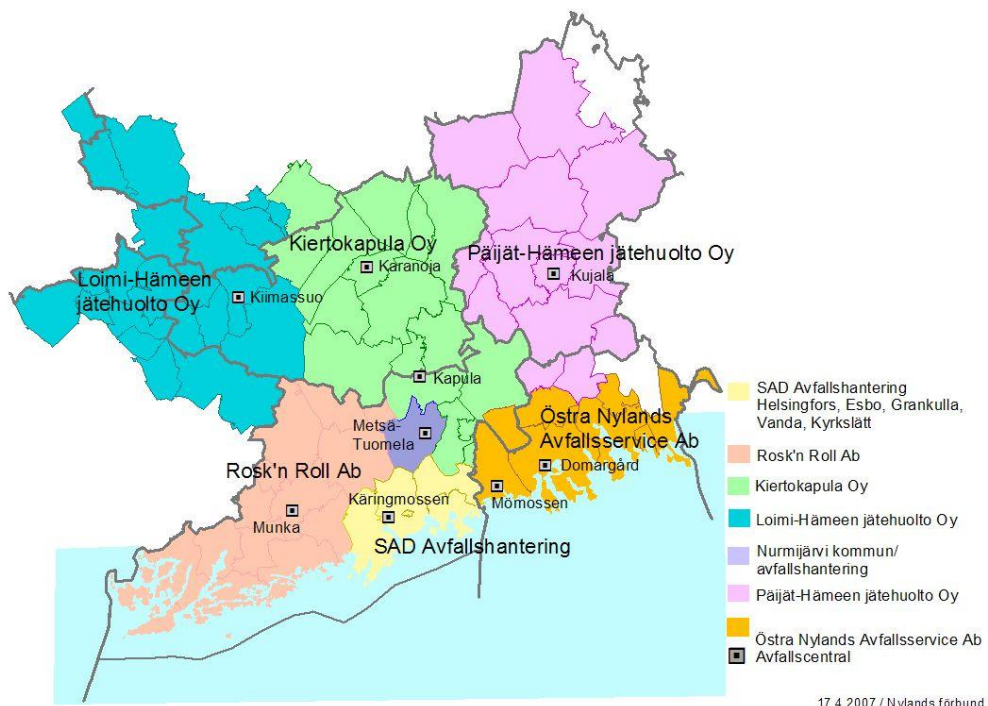 Kiertokapula Oy
Karanoja
Päijät-Hämeen jätehuolto Oy
Kujala
Loimi-Hämeen
jätehuolto Oy
Kiimassuo
Kapula
Metsä-
Tuomela
Östra Nylands
Avfallsservice Ab
Domargård
Rosk'n Roll Ab
Käringmossen
Mömossen
Munka
SAD Avfallshantering
SAD Avfallshantering
Helsingfors, Esbo, Grankulla,
Vanda, Kyrkslätt
Rosk'n Roll Ab
Kiertokapula Oy
Loimi-Hämeen jätehuolto Oy
Nurmijärvi kommun/
avfallshantering
Päijät-Hämeen jätehuolto Oy
Östra Nylands Avfallsservice Ab
Avfallscentral
17.4.2007 / Nylands förbund